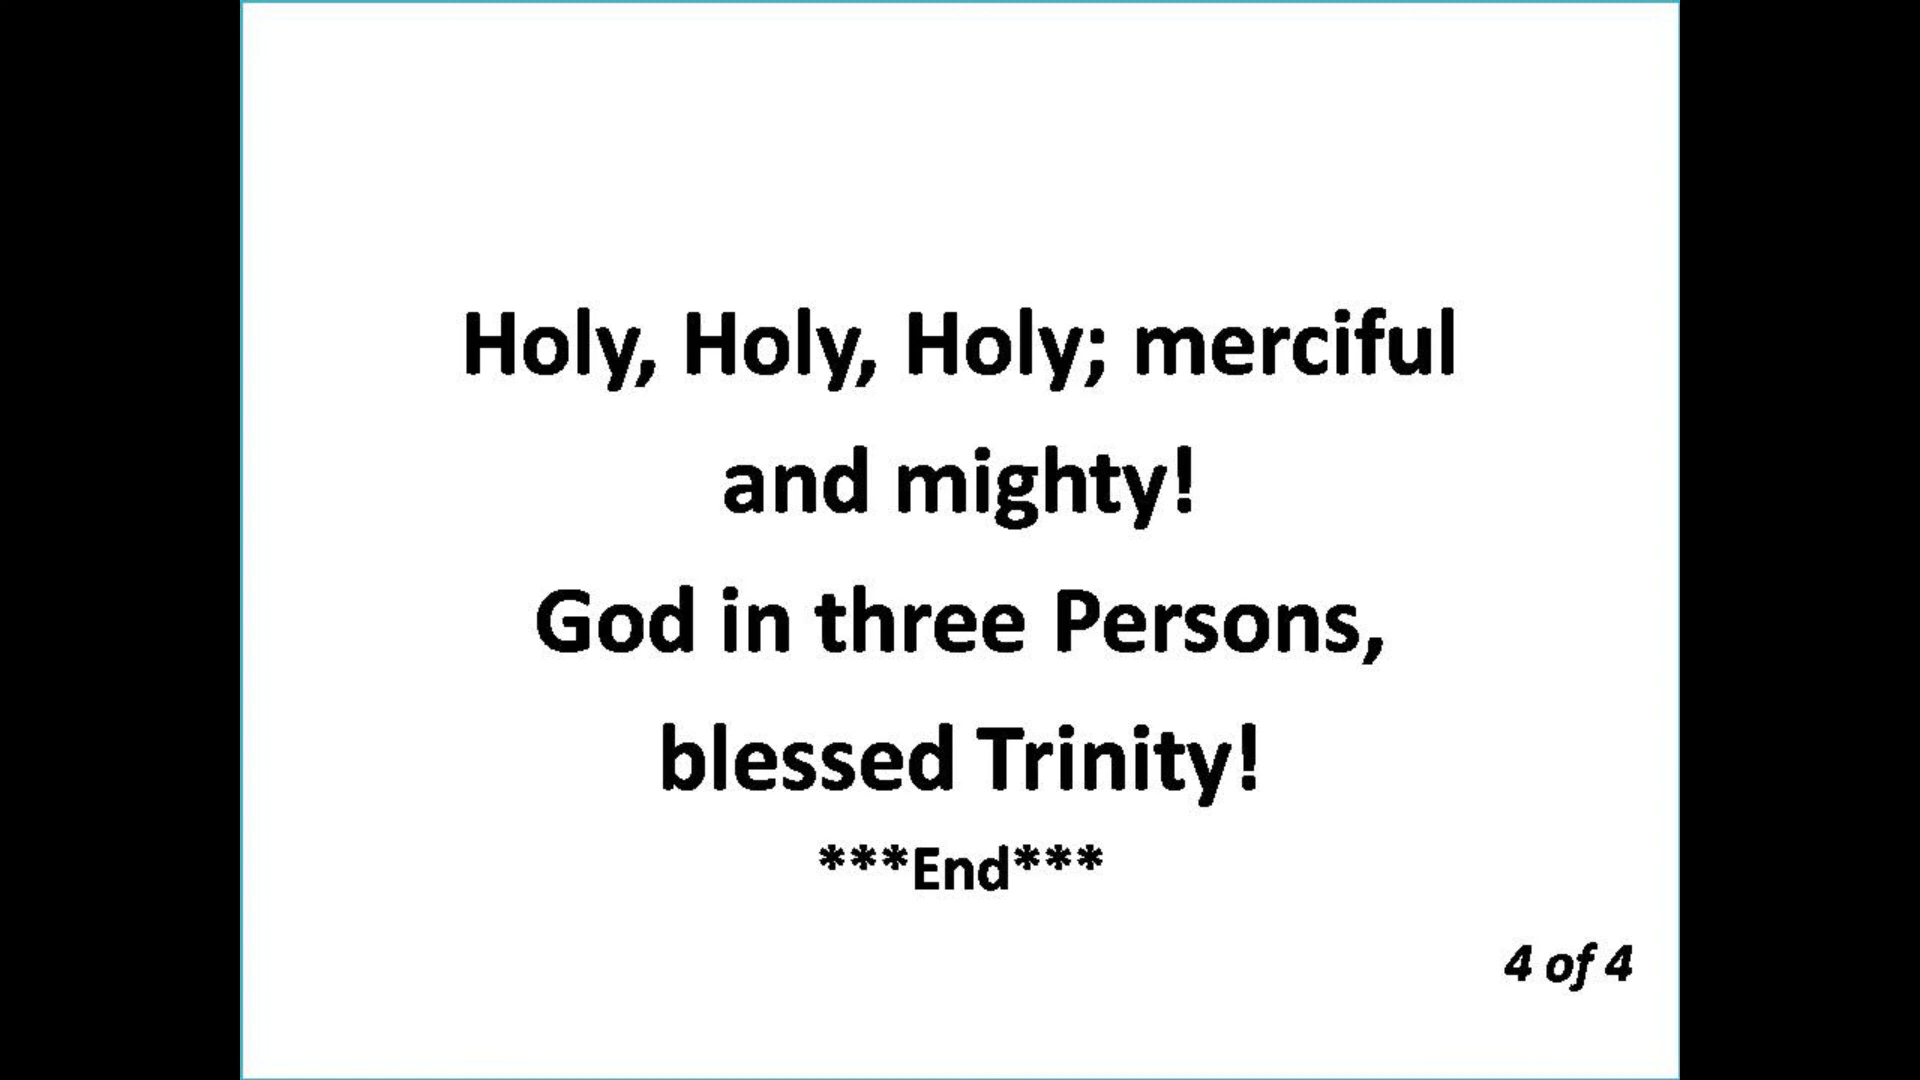 Holy, Holy, Holy; merciful
and mighty!
God in three Persons,
blessed Trinity!
***End***
4 of 4